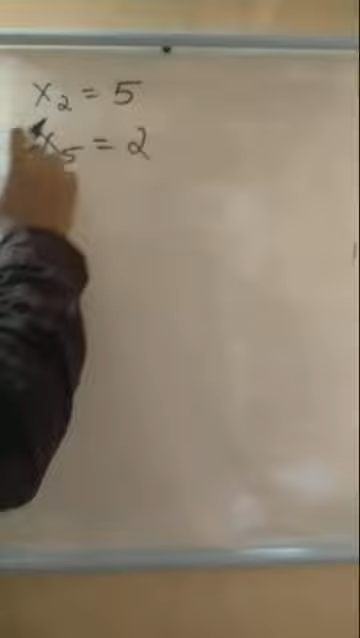 x₂ = 5
x₅ = 2